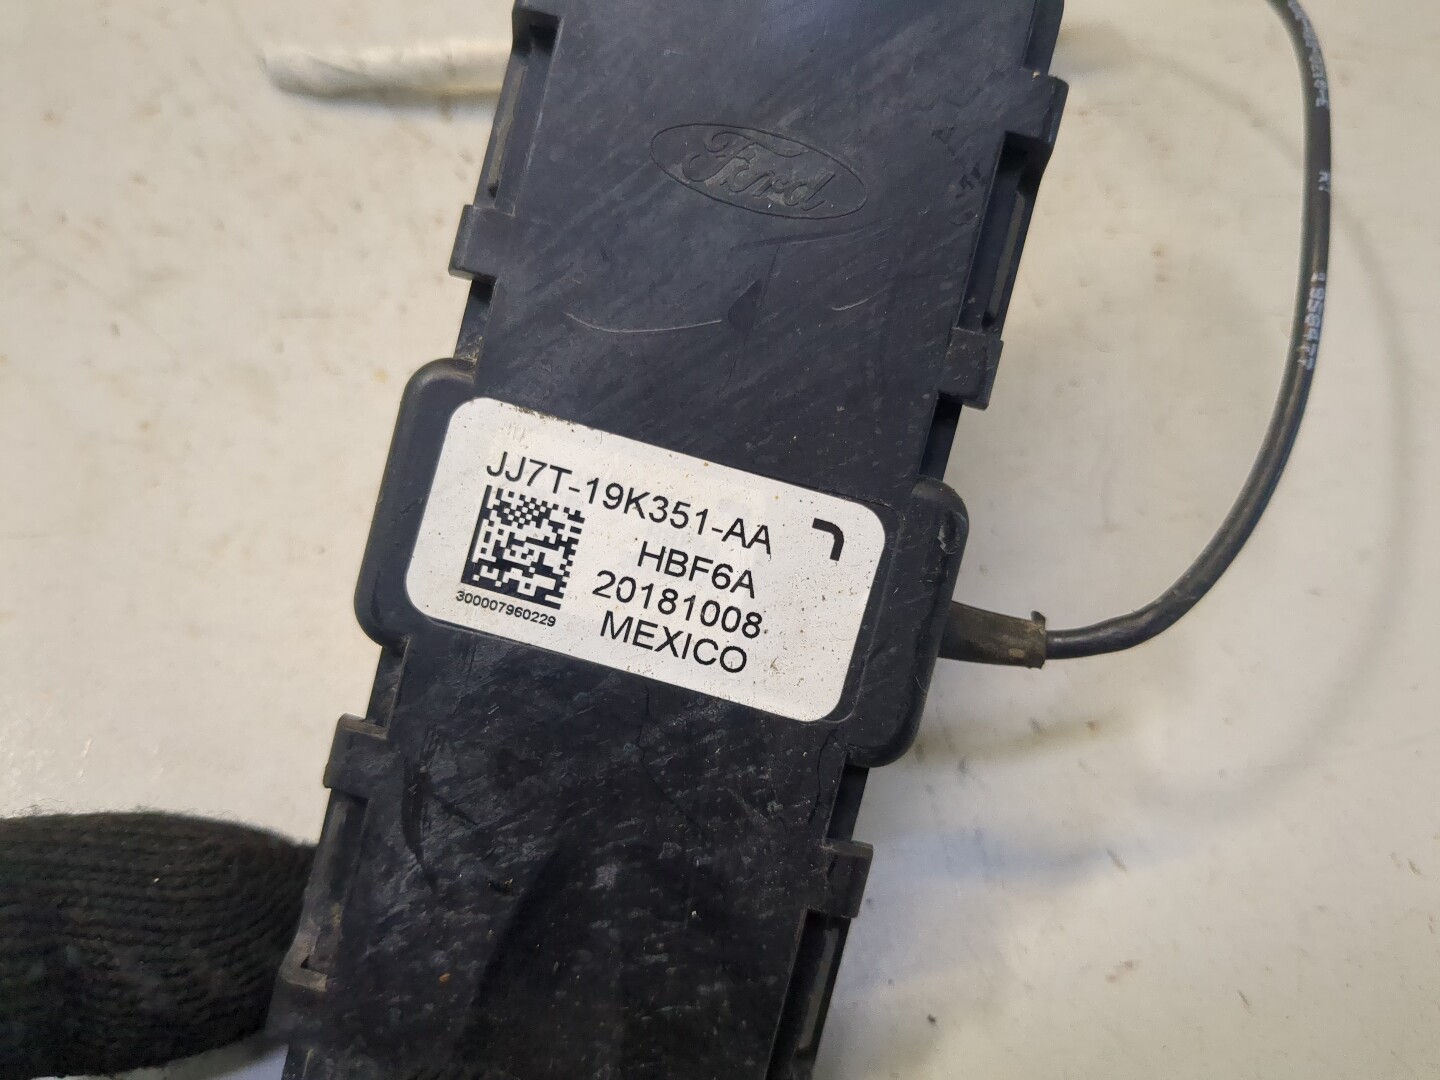 Ford
JJ7T-19K351-AA
HBF6A
20181008
MEXICO
300007960229